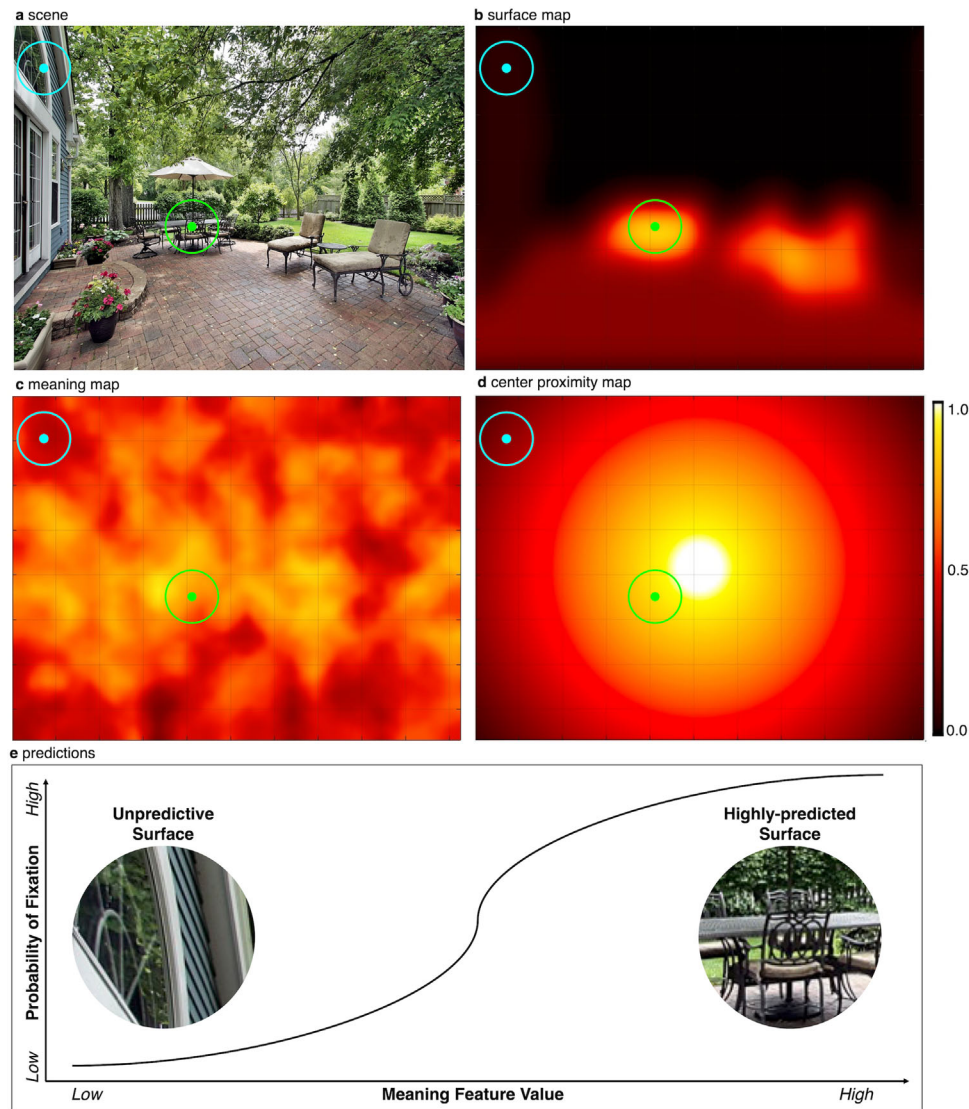 a scene
b surface map
c meaning map
d center proximity map
1.0
0.5
0.0
e predictions
High
Unpredictive
Surface
Highly-predicted
Surface
Probability of Fixation
Low
Low
Meaning Feature Value
High